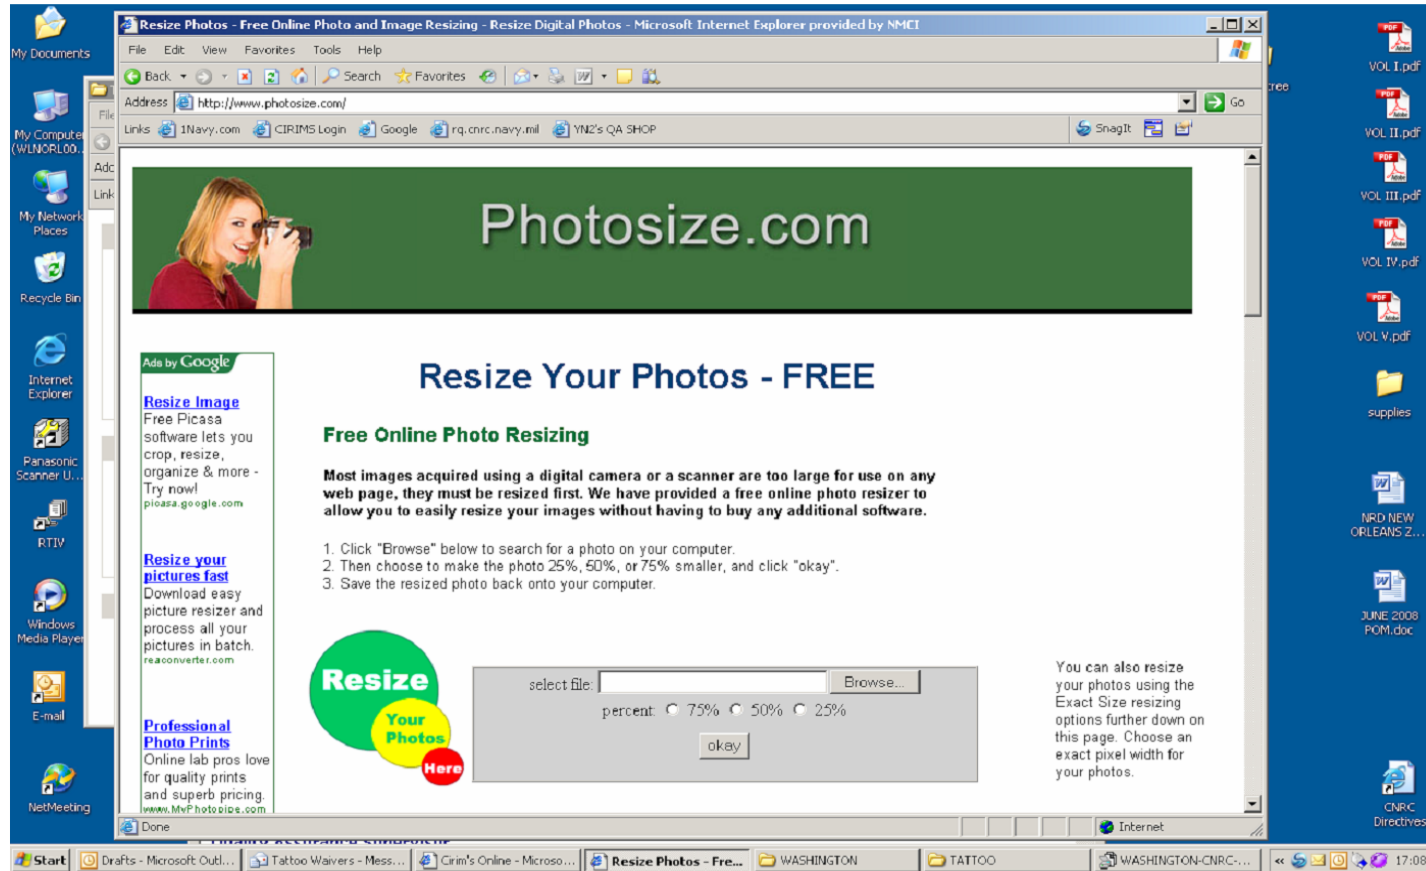 My Documents
My Computer
(WLNORL00...
My Network
Places
Recycle Bin
Internet
Explorer
Panasonic
Scanner U...
RTIV
Windows
Media Player
E-mail
NetMeeting
Resize Photos - Free Online Photo and Image Resizing - Resize Digital Photos - Microsoft Internet Explorer provided by NMCI
File Edit View Favorites Tools Help
Back Search Favorites
Address http://www.photosize.com/ Go
Links 1Navy.com CIRIMS Login Google rq.cnrc.navy.mil YN2's QA SHOP SnagIt
File
Add
Link
Photosize.com
Ads by Google
Resize Image
Free Picasa
software lets you
crop, resize,
organize & more -
Try now!
picasa.google.com
Resize your
pictures fast
Download easy
picture resizer and
process all your
pictures in batch.
reaconverter.com
Professional
Photo Prints
Online lab pros love
for quality prints
and superb pricing.
www.MyPhotopipe.com
Resize Your Photos - FREE
Free Online Photo Resizing
Most images acquired using a digital camera or a scanner are too large for use on any
web page, they must be resized first. We have provided a free online photo resizer to
allow you to easily resize your images without having to buy any additional software.
1. Click "Browse" below to search for a photo on your computer.
2. Then choose to make the photo 25%, 50%, or 75% smaller, and click "okay".
3. Save the resized photo back onto your computer.
Resize
Your
Photos
Here
select file: Browse...
percent: 75% 50% 25%
okay
You can also resize
your photos using the
Exact Size resizing
options further down on
this page. Choose an
exact pixel width for
your photos.
Done Internet
VOL I.pdf
VOL II.pdf
VOL III.pdf
VOL IV.pdf
VOL V.pdf
supplies
NRD NEW
ORLEANS Z...
JUNE 2008
POM.doc
CNRC
Directives
Quality Assurance Supervisor
Start Drafts - Microsoft Outl... Tattoo Waivers - Mess... Cirim's Online - Microso... Resize Photos - Fre... WASHINGTON TATTOO WASHINGTON-CNRC-... « 17:08